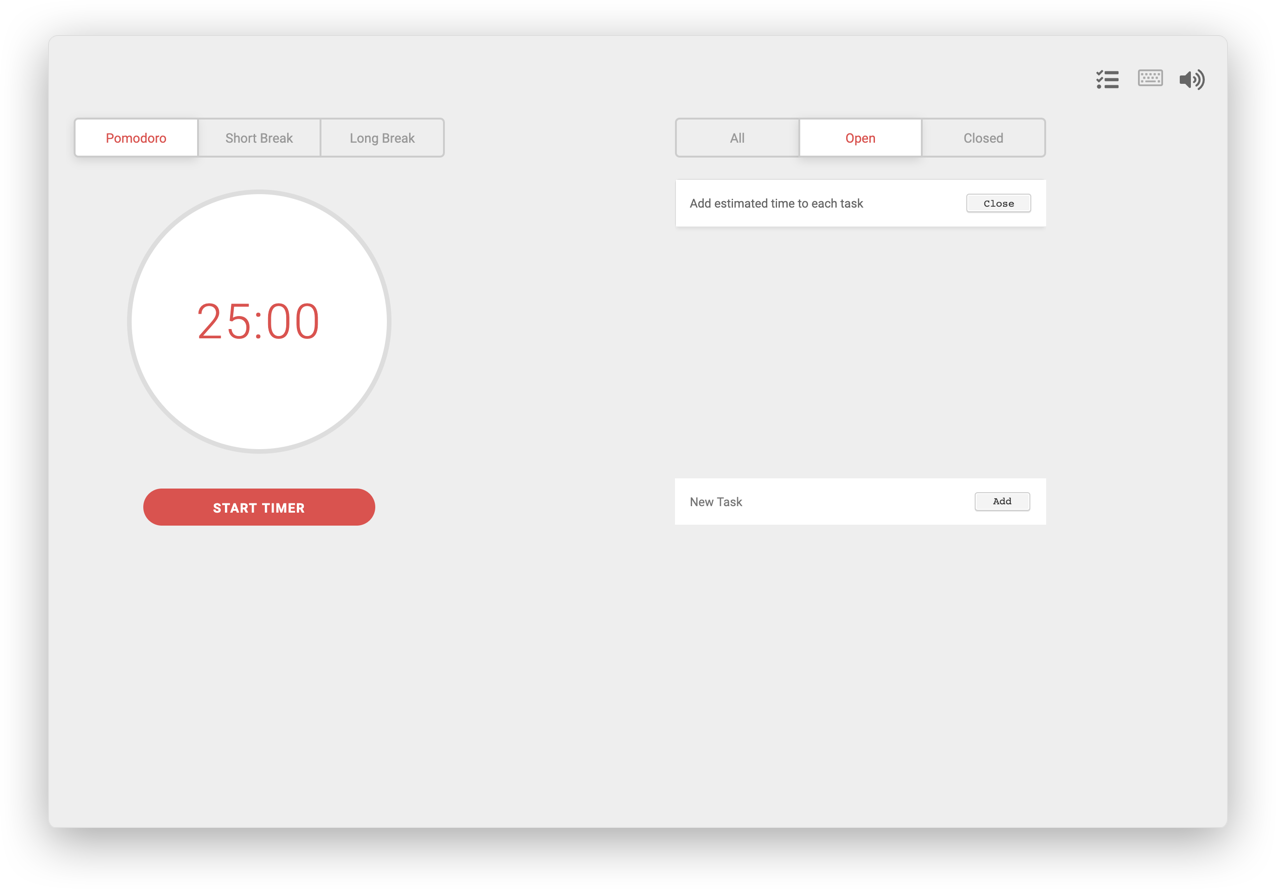 Pomodoro
Short Break
Long Break
All
Open
Closed
Add estimated time to each task
Close
25:00
START TIMER
New Task
Add